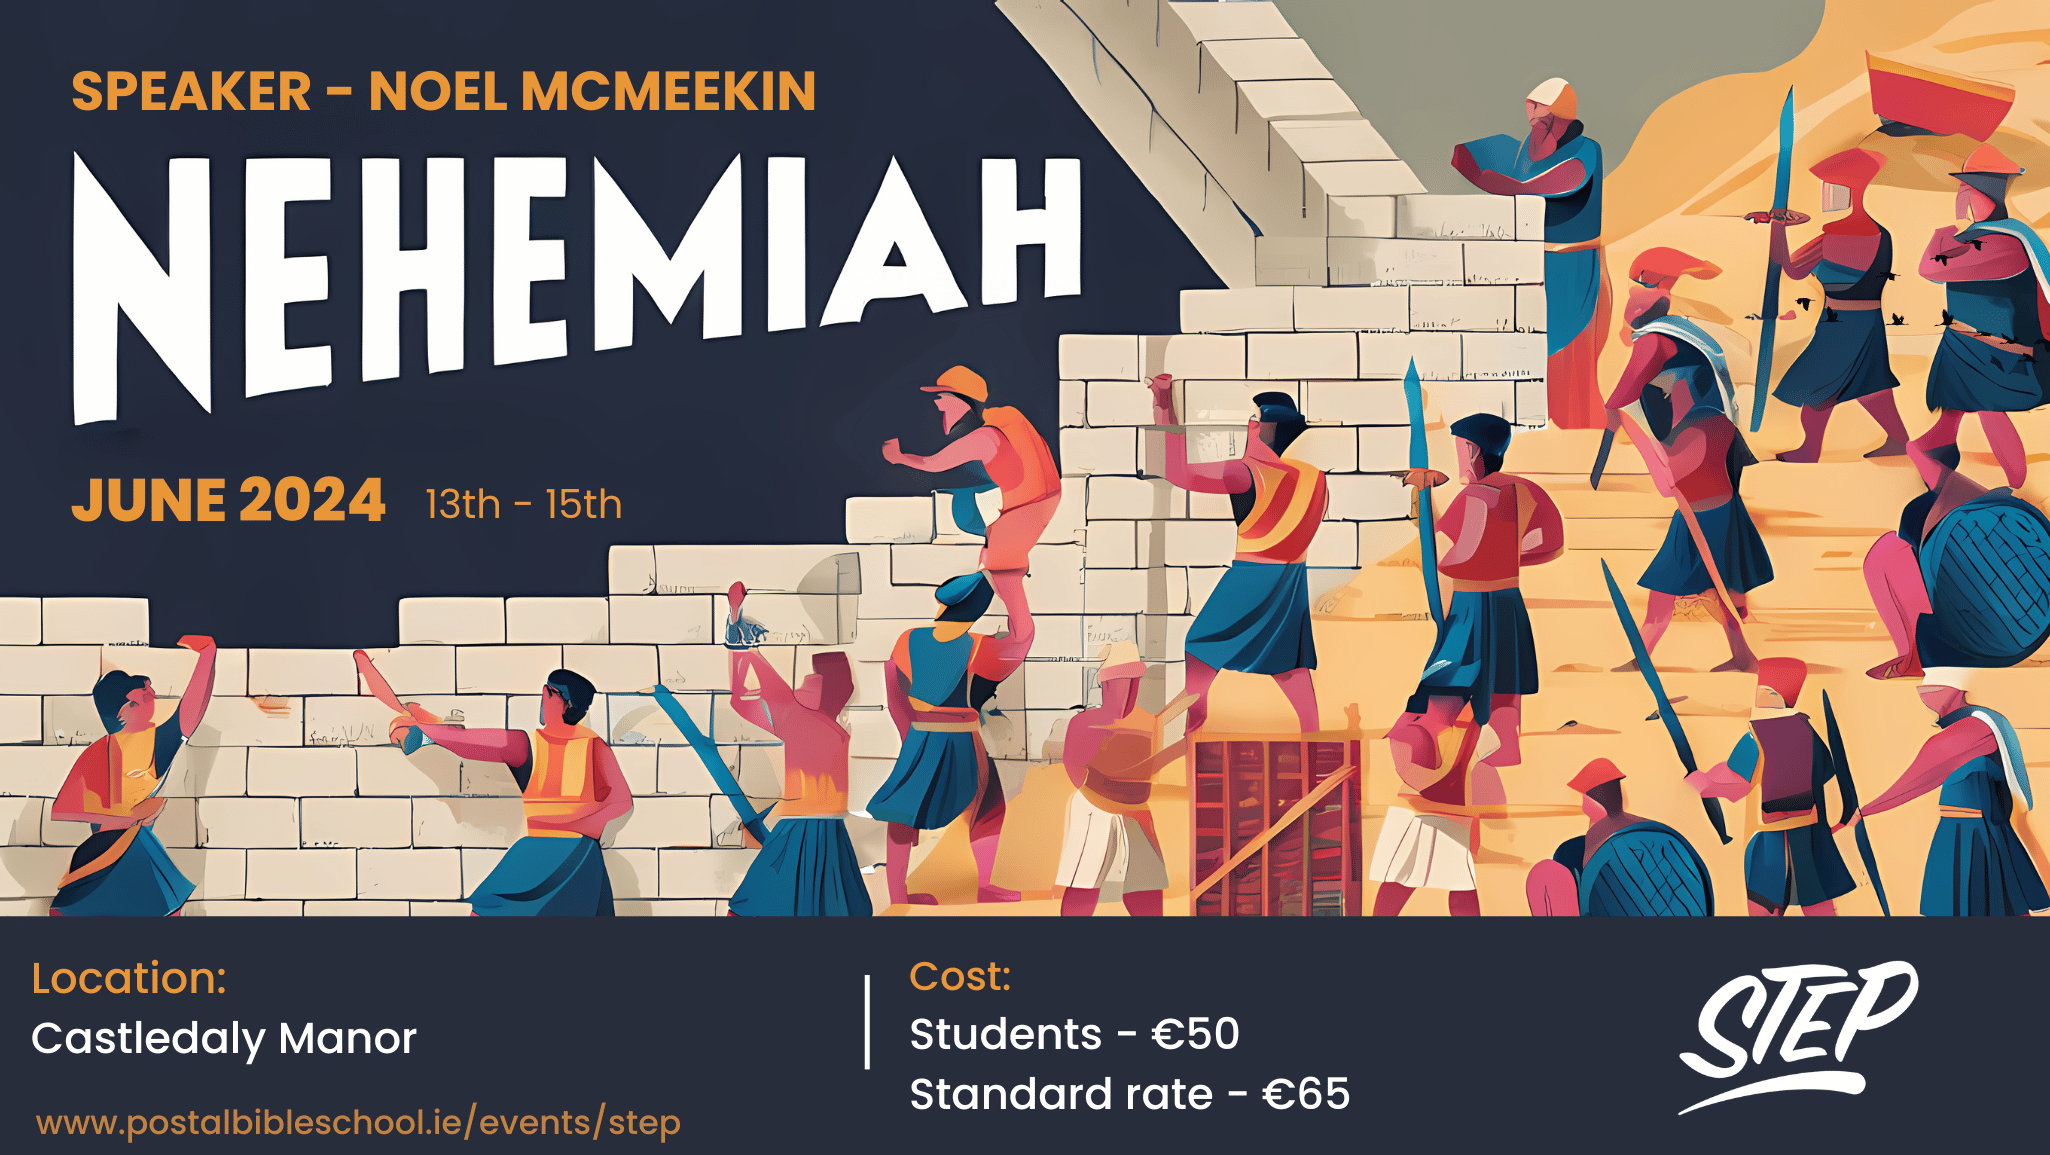 SPEAKER - NOEL MCMEEKIN
NEHEMIAH
JUNE 2024 13th - 15th
Location:
Castledaly Manor
www.postalbibleschool.ie/events/step
Cost:
Students - €50
Standard rate - €65
STEP